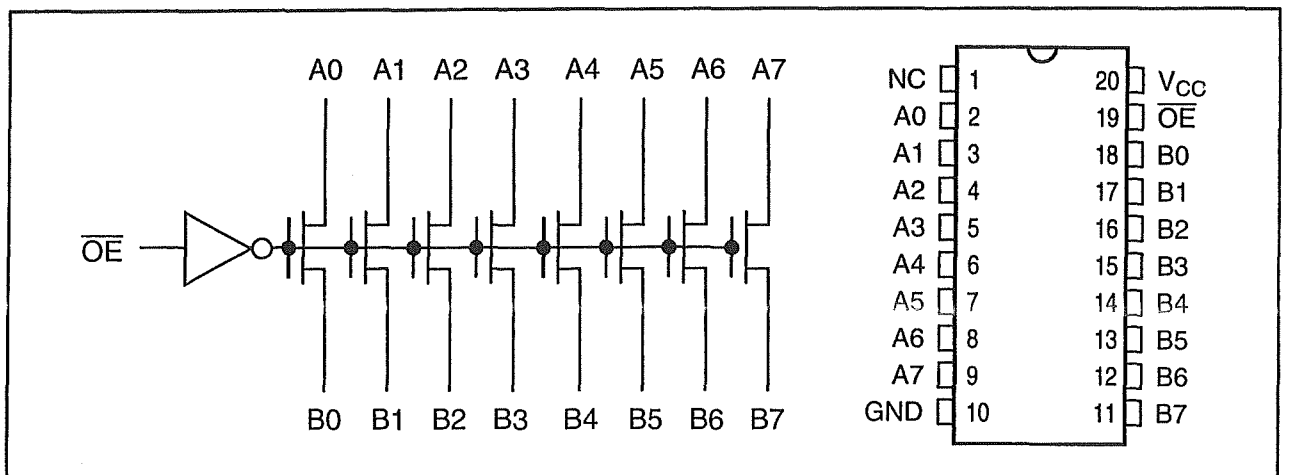 A0 A1 A2 A3 A4 A5 A6 A7
OE
B0 B1 B2 B3 B4 B5 B6 B7
NC 1 20 VCC
A0 2 19 OE
A1 3 18 B0
A2 4 17 B1
A3 5 16 B2
A4 6 15 B3
A5 7 14 B4
A6 8 13 B5
A7 9 12 B6
GND 10 11 B7